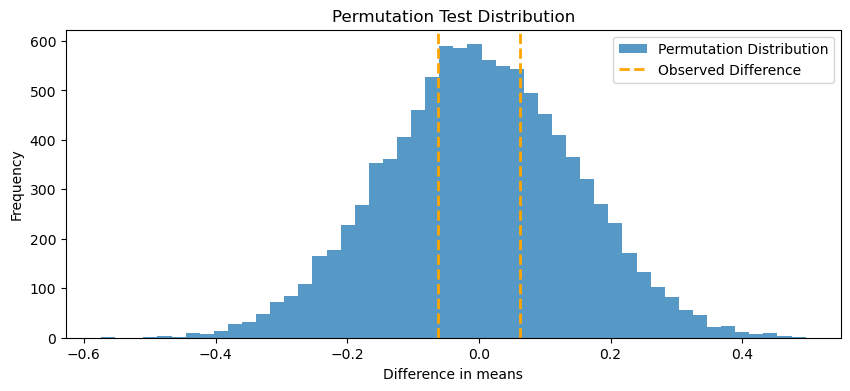 Permutation Test Distribution
Permutation Distribution
Observed Difference
Frequency
600
500
400
300
200
100
0
−0.6 −0.4 −0.2 0.0 0.2 0.4
Difference in means